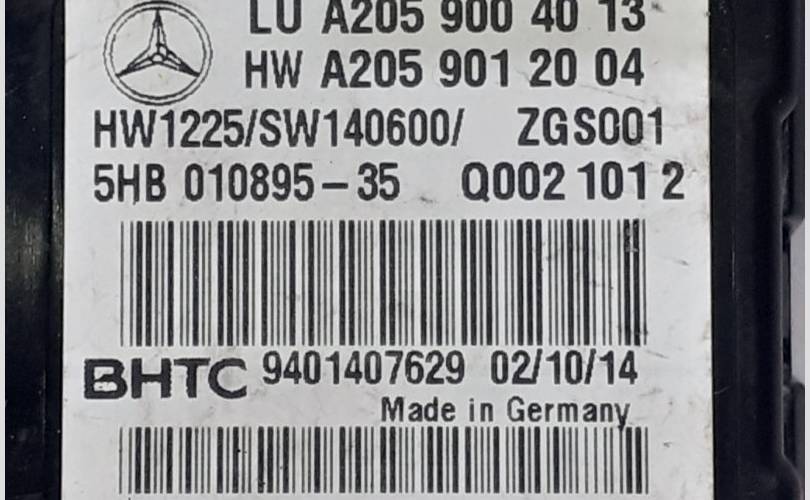 LU A205 900 40 13
HW A205 901 20 04
HW1225/SW140600/ ZGS001
5HB 010895-35 Q002 101 2
BHTC 9401407629 02/10/14
Made in Germany